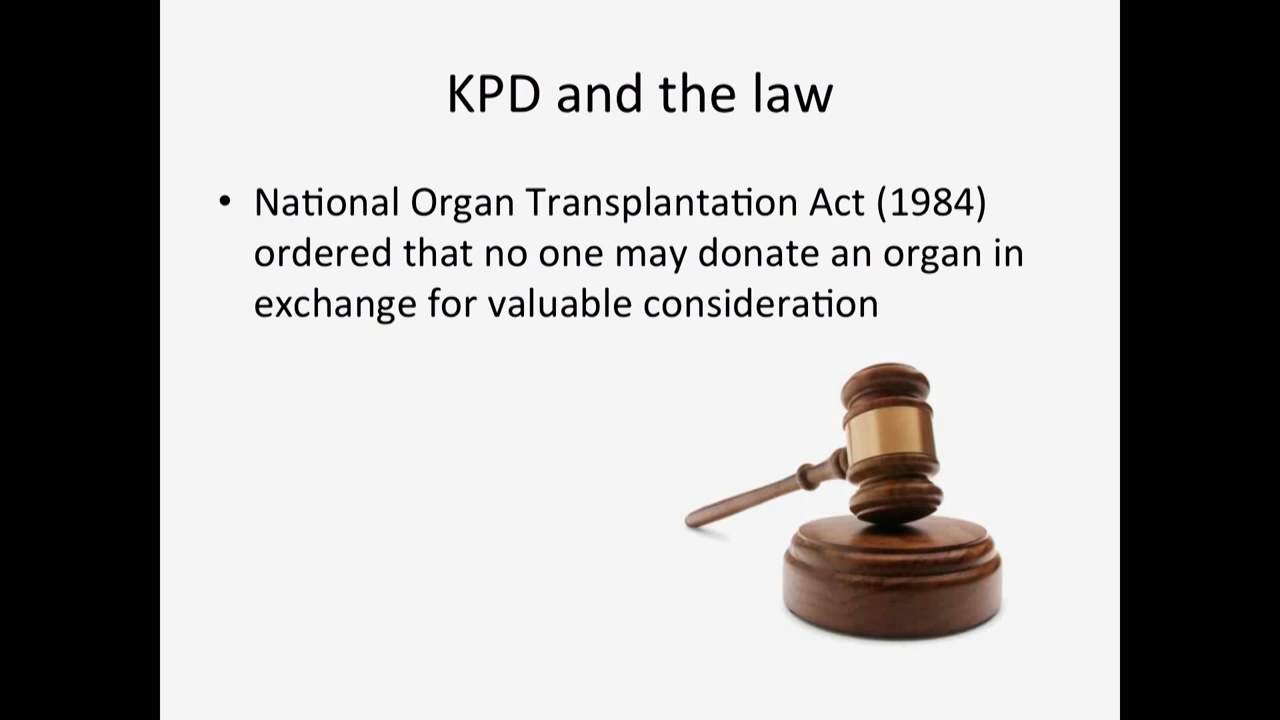 KPD and the law
• National Organ Transplantation Act (1984)
ordered that no one may donate an organ in
exchange for valuable consideration